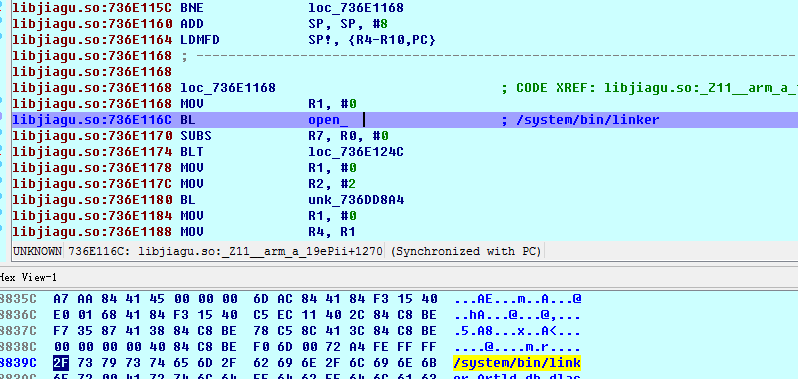 libjiagu.so:736E115C BNE loc_736E1168
libjiagu.so:736E1160 ADD SP, SP, #8
libjiagu.so:736E1164 LDMFD SP!, {R4-R10,PC}
libjiagu.so:736E1168 ; ---------------------------------------------------------------------------
libjiagu.so:736E1168
libjiagu.so:736E1168 loc_736E1168 ; CODE XREF: libjiagu.so:_Z11__arm_a_1
libjiagu.so:736E1168 MOV R1, #0
libjiagu.so:736E116C BL open_ ; /system/bin/linker
libjiagu.so:736E1170 SUBS R7, R0, #0
libjiagu.so:736E1174 BLT loc_736E124C
libjiagu.so:736E1178 MOV R1, #0
libjiagu.so:736E117C MOV R2, #2
libjiagu.so:736E1180 BL unk_736DD8A4
libjiagu.so:736E1184 MOV R1, #0
libjiagu.so:736E1188 MOV R4, R1
UNKNOWN 736E116C: libjiagu.so:_Z11__arm_a_19ePii+1270 (Synchronized with PC)
Hex View-1
8835C A7 AA 84 41 45 00 00 00 6D AC 84 41 84 F3 15 40 ...AE...m..A...@
8836C E0 01 68 41 84 F3 15 40 C5 EC 11 40 2C 84 C8 BE ..hA...@...@,...
8837C F7 35 87 41 38 84 C8 BE 78 C5 8C 41 3C 84 C8 BE .5.A8...x..A<...
8838C 00 00 00 00 40 84 C8 BE F0 6D 00 72 A4 FE FF FF ....@....m.r....
8839C 2F 73 79 73 74 65 6D 2F 62 69 6E 2F 6C 69 6E 6B /system/bin/link